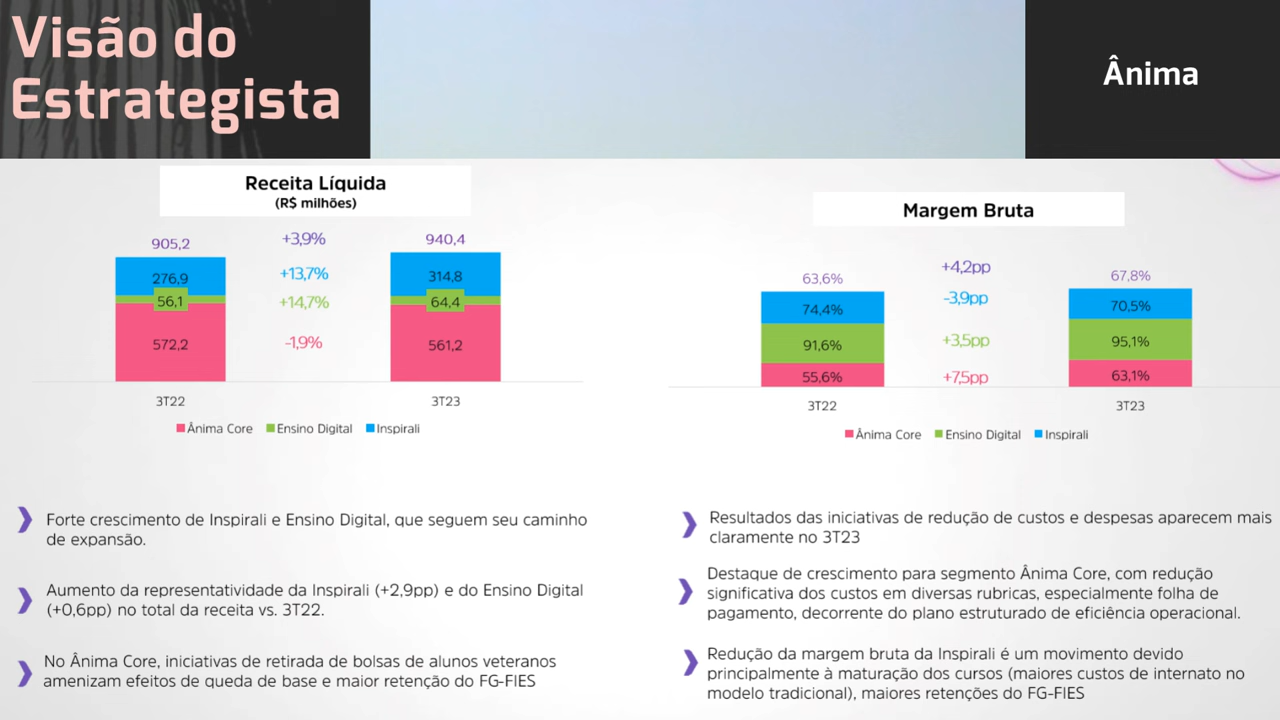 Visão do
Estrategista
Ânima
Receita Líquida
(R$ milhões)
905,2
+3,9%
940,4
276,9
+13,7%
314,8
56,1
+14,7%
64,4
572,2
-1,9%
561,2
3T22
3T23
Ânima Core
Ensino Digital
Inspirali
Margem Bruta
63,6%
+4,2pp
67,8%
74,4%
-3,9pp
70,5%
91,6%
+3,5pp
95,1%
55,6%
+7,5pp
63,1%
3T22
3T23
Ânima Core
Ensino Digital
Inspirali
Forte crescimento de Inspirali e Ensino Digital, que seguem seu caminho
de expansão.
Aumento da representatividade da Inspirali (+2,9pp) e do Ensino Digital
(+0,6pp) no total da receita vs. 3T22.
No Ânima Core, iniciativas de retirada de bolsas de alunos veteranos
amenizam efeitos de queda de base e maior retenção do FG-FIES
Resultados das iniciativas de redução de custos e despesas aparecem mais
claramente no 3T23
Destaque de crescimento para segmento Ânima Core, com redução
significativa dos custos em diversas rubricas, especialmente folha de
pagamento, decorrente do plano estruturado de eficiência operacional.
Redução da margem bruta da Inspirali é um movimento devido
principalmente à maturação dos cursos (maiores custos de internato no
modelo tradicional), maiores retenções do FG-FIES